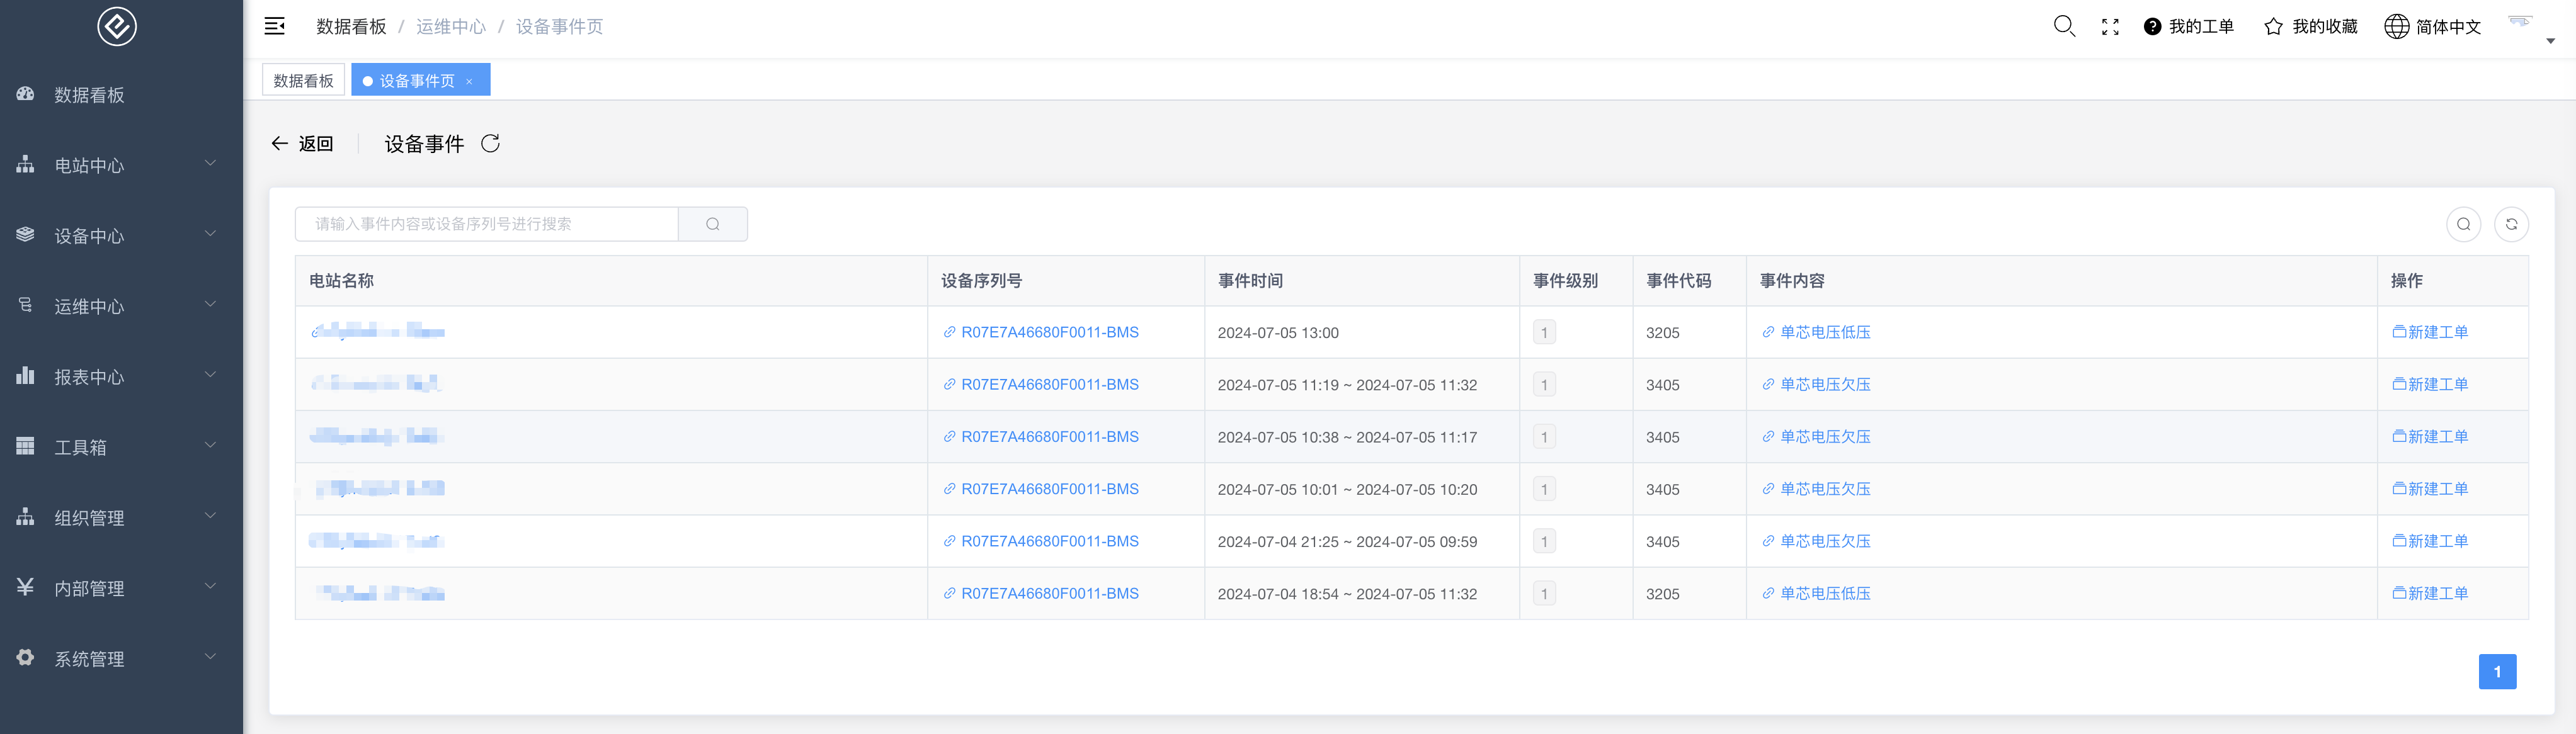 数据看板 / 运维中心 / 设备事件页
我的工单 我的收藏 简体中文
数据看板 设备事件页 ×
数据看板
电站中心
设备中心
运维中心
报表中心
工具箱
组织管理
内部管理
系统管理
返回 设备事件
请输入事件内容或设备序列号进行搜索
电站名称 设备序列号 事件时间 事件级别 事件代码 事件内容 操作
R07E7A46680F0011-BMS 2024-07-05 13:00 1 3205 单芯电压低压 新建工单
R07E7A46680F0011-BMS 2024-07-05 11:19 ~ 2024-07-05 11:32 1 3405 单芯电压欠压 新建工单
R07E7A46680F0011-BMS 2024-07-05 10:38 ~ 2024-07-05 11:17 1 3405 单芯电压欠压 新建工单
R07E7A46680F0011-BMS 2024-07-05 10:01 ~ 2024-07-05 10:20 1 3405 单芯电压欠压 新建工单
R07E7A46680F0011-BMS 2024-07-04 21:25 ~ 2024-07-05 09:59 1 3405 单芯电压欠压 新建工单
R07E7A46680F0011-BMS 2024-07-04 18:54 ~ 2024-07-05 11:32 1 3205 单芯电压低压 新建工单
1